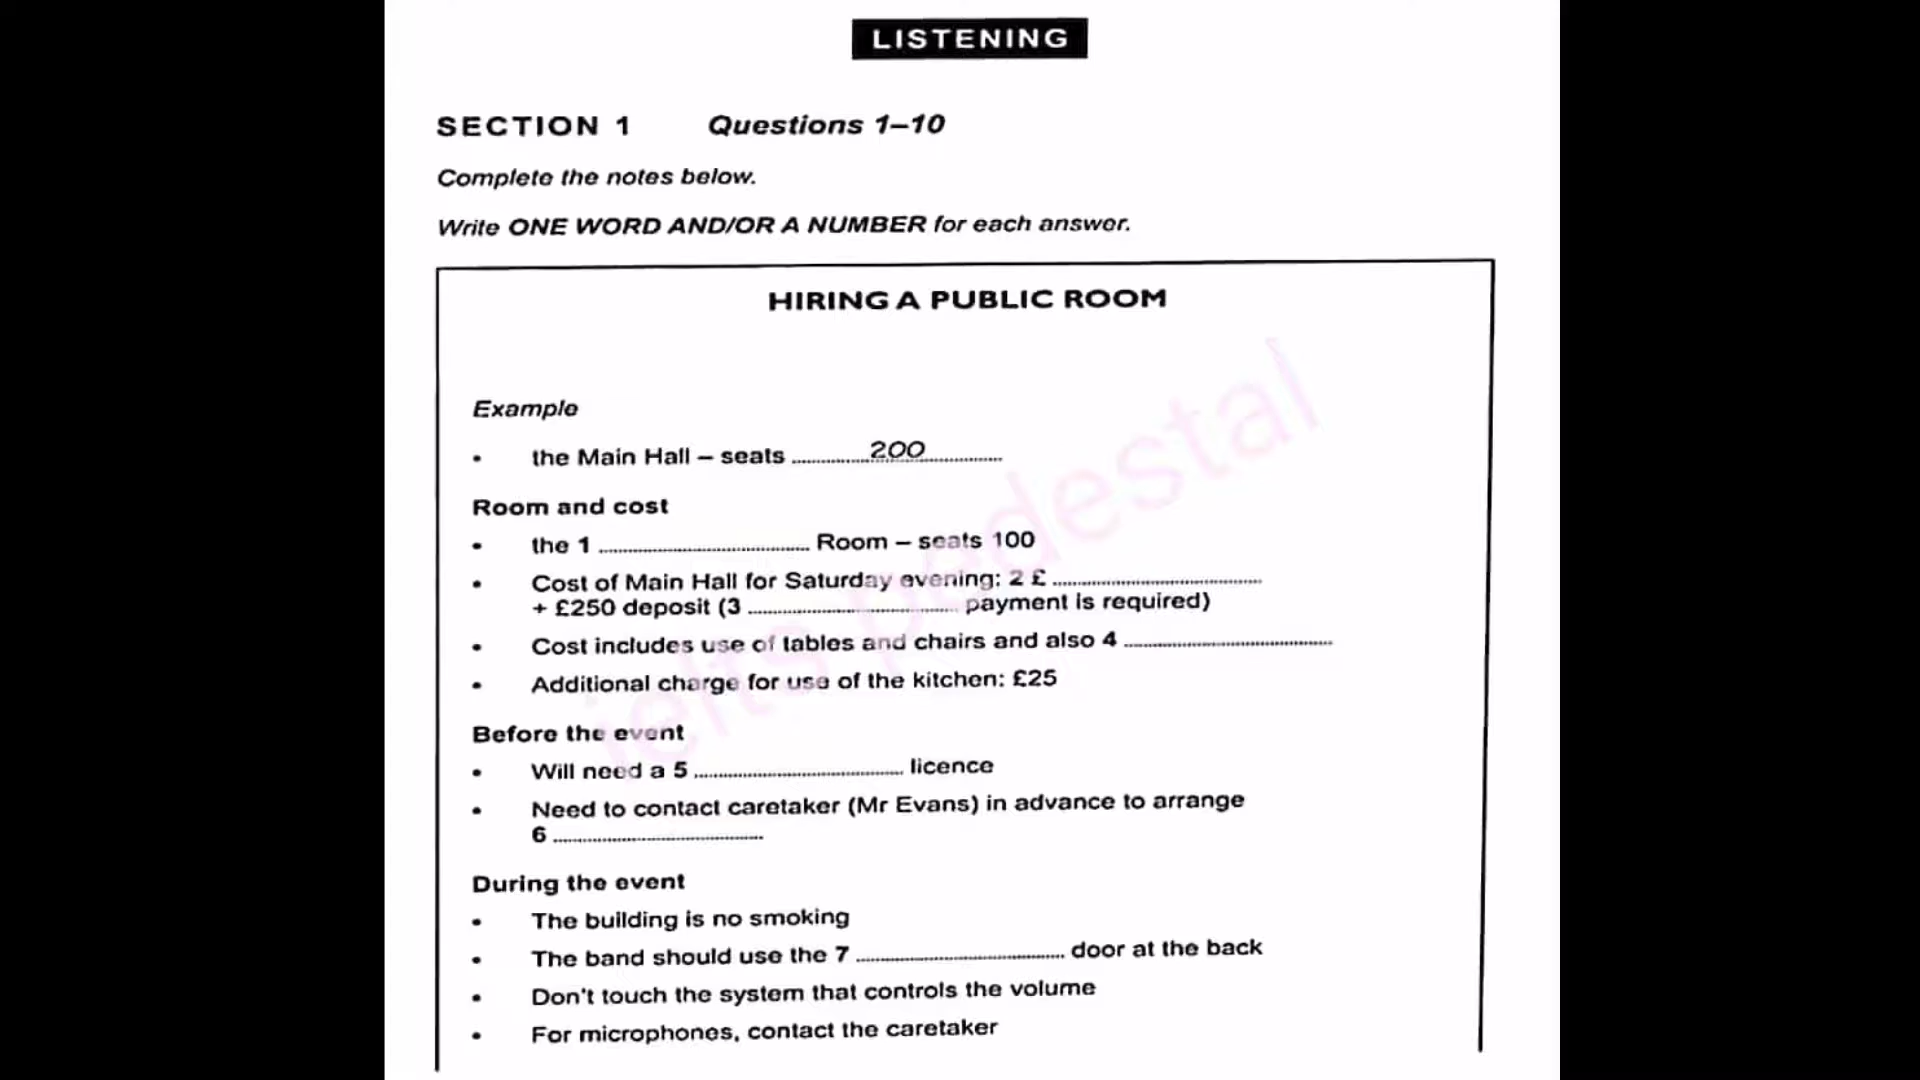 LISTENING
SECTION 1 Questions 1–10
Complete the notes below.
Write ONE WORD AND/OR A NUMBER for each answer.
HIRING A PUBLIC ROOM
Example
• the Main Hall – seats ........ 200 ........
Room and cost
• the 1 ........ Room – seats 100
• Cost of Main Hall for Saturday evening: 2 £ ........
+ £250 deposit (3 ........ payment is required)
• Cost includes use of tables and chairs and also 4 ........
• Additional charge for use of the kitchen: £25
Before the event
• Will need a 5 ........ licence
• Need to contact caretaker (Mr Evans) in advance to arrange
6 ........
During the event
• The building is no smoking
• The band should use the 7 ........ door at the back
• Don't touch the system that controls the volume
• For microphones, contact the caretaker
ielts pedestal